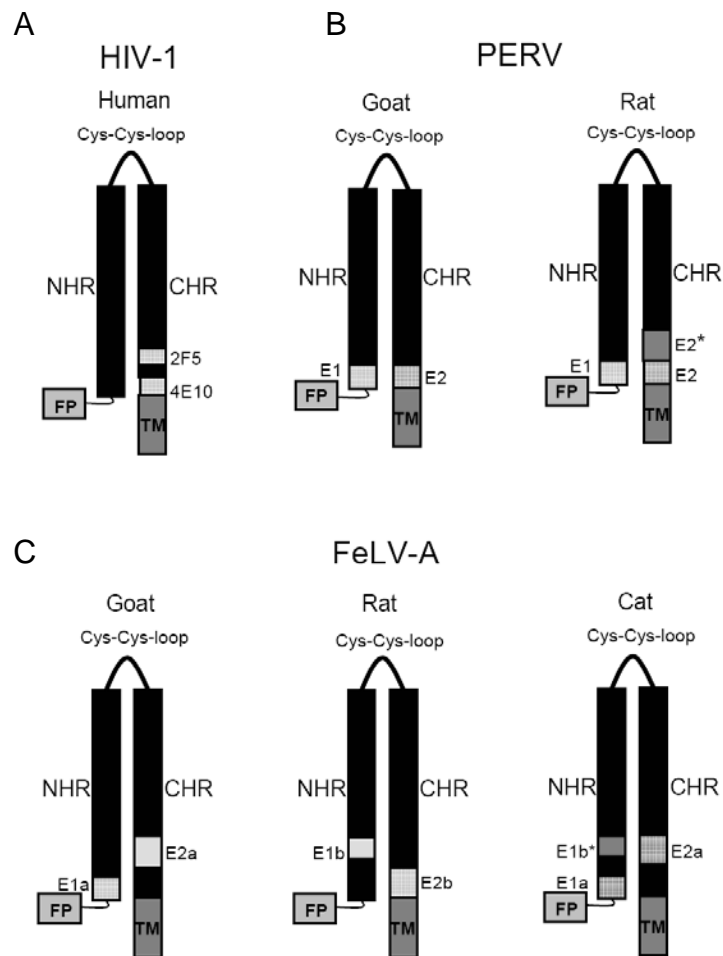 A
HIV-1
Human
Cys-Cys-loop
NHR
CHR
2F5
4E10
FP
TM
B
PERV
Goat
Cys-Cys-loop
NHR
CHR
E1
E2
FP
TM
Rat
Cys-Cys-loop
NHR
CHR
E2*
E1
E2
FP
TM
C
FeLV-A
Goat
Cys-Cys-loop
NHR
CHR
E2a
E1a
FP
TM
Rat
Cys-Cys-loop
NHR
CHR
E1b
E2b
FP
TM
Cat
Cys-Cys-loop
NHR
CHR
E1b*
E2a
E1a
FP
TM